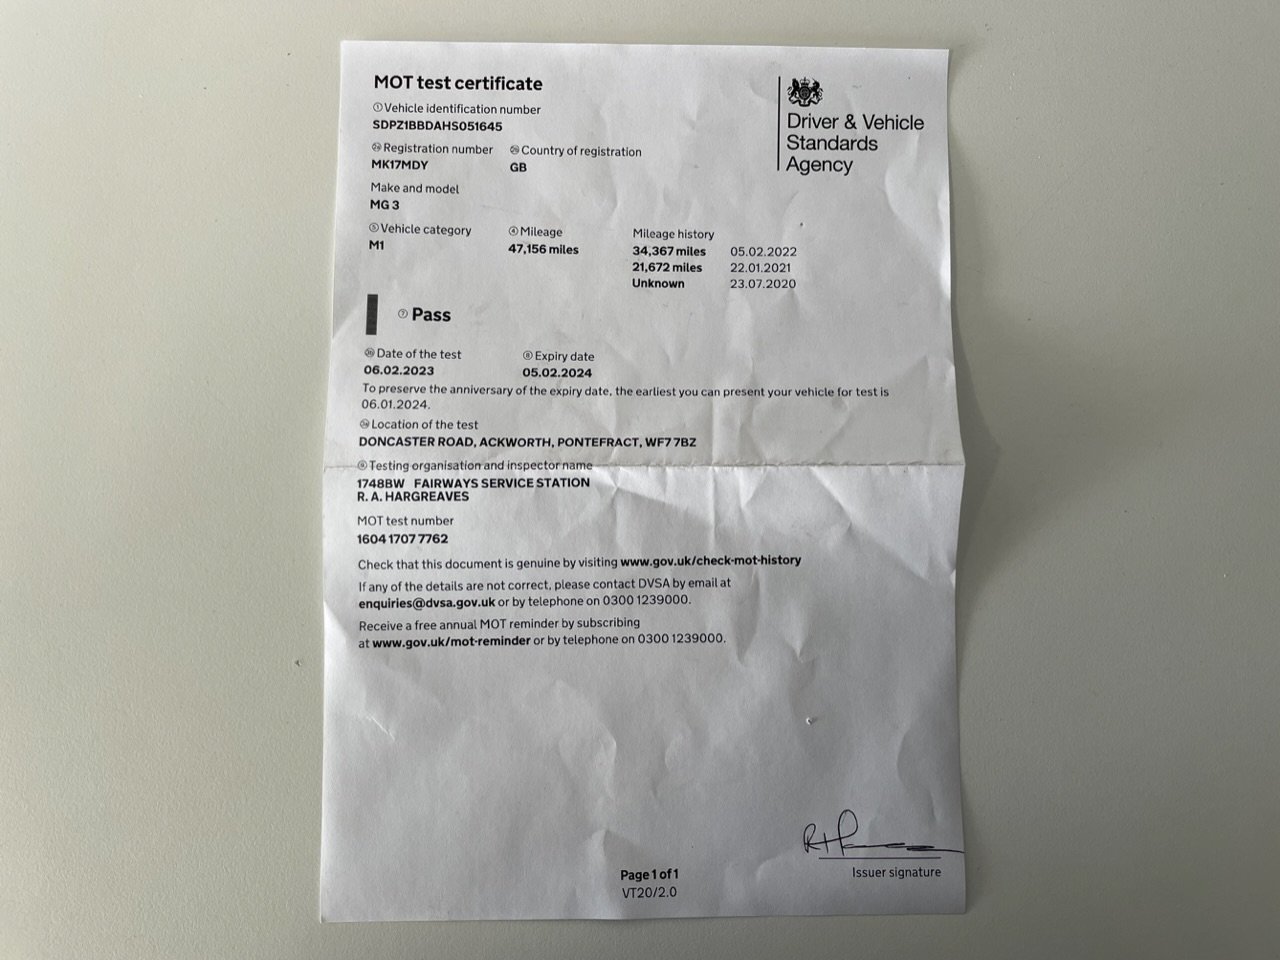 MOT test certificate
① Vehicle identification number
SDPZ1BBDAHS051645
Registration number
MK17MDY
Country of registration
GB
Make and model
MG 3
⑤ Vehicle category
M1
④ Mileage
47,156 miles
Mileage history
34,367 miles 05.02.2022
21,672 miles 22.01.2021
Unknown 23.07.2020
⑦ Pass
Date of the test
06.02.2023
⑧ Expiry date
05.02.2024
To preserve the anniversary of the expiry date, the earliest you can present your vehicle for test is
06.01.2024.
Location of the test
DONCASTER ROAD, ACKWORTH, PONTEFRACT, WF7 7BZ
⑨ Testing organisation and inspector name
1748BW FAIRWAYS SERVICE STATION
R. A. HARGREAVES
MOT test number
1604 1707 7762
Check that this document is genuine by visiting www.gov.uk/check-mot-history
If any of the details are not correct, please contact DVSA by email at
enquiries@dvsa.gov.uk or by telephone on 0300 1239000.
Receive a free annual MOT reminder by subscribing
at www.gov.uk/mot-reminder or by telephone on 0300 1239000.
Driver & Vehicle
Standards
Agency
Issuer signature
Page 1 of 1
VT20/2.0